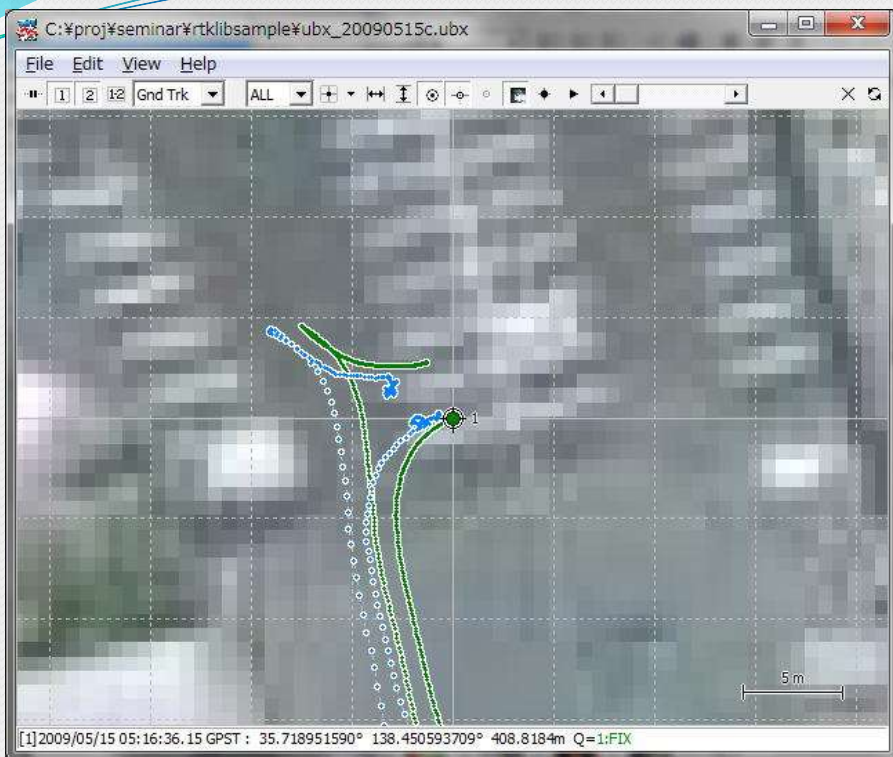 C:¥proj¥seminar¥rtklibsample¥ubx_20090515c.ubx
File Edit View Help
1 2 1-2 Gnd Trk ALL
1
5 m
[1]2009/05/15 05:16:36.15 GPST : 35.718951590° 138.450593709° 408.8184m Q=1:FIX